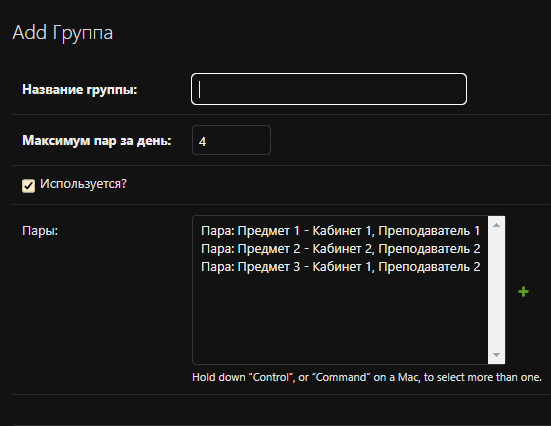 Add Группа
Название группы:
Максимум пар за день: 4
Используется?
Пары:
Пара: Предмет 1 - Кабинет 1, Преподаватель 1
Пара: Предмет 2 - Кабинет 2, Преподаватель 2
Пара: Предмет 3 - Кабинет 1, Преподаватель 2
Hold down “Control”, or “Command” on a Mac, to select more than one.